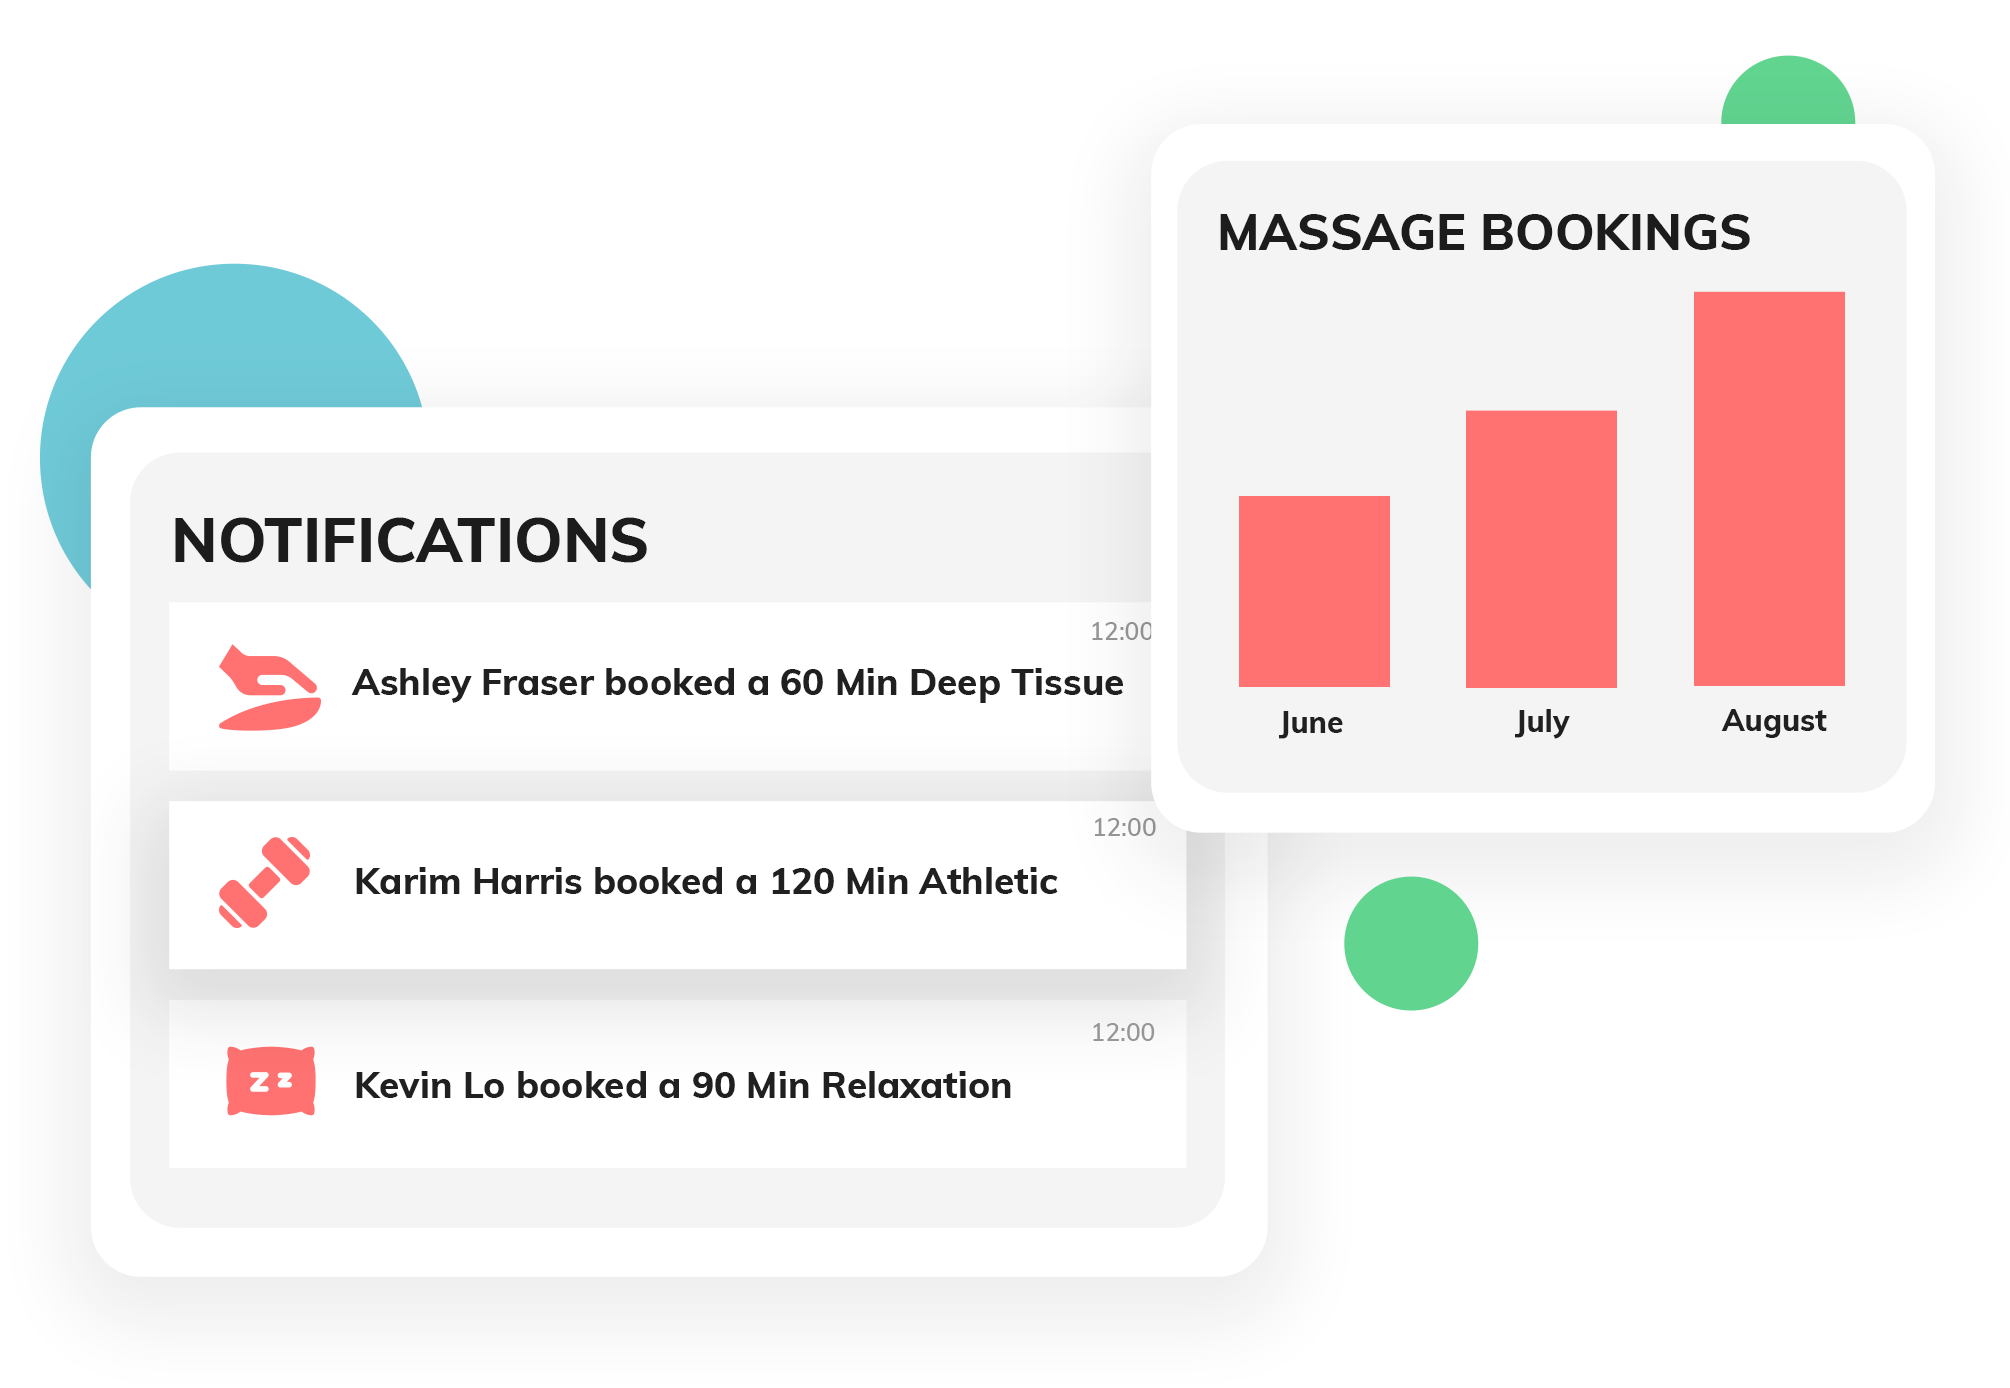 MASSAGE BOOKINGS
June
July
August
NOTIFICATIONS
12:00
Ashley Fraser booked a 60 Min Deep Tissue
12:00
Karim Harris booked a 120 Min Athletic
12:00
Kevin Lo booked a 90 Min Relaxation
z z